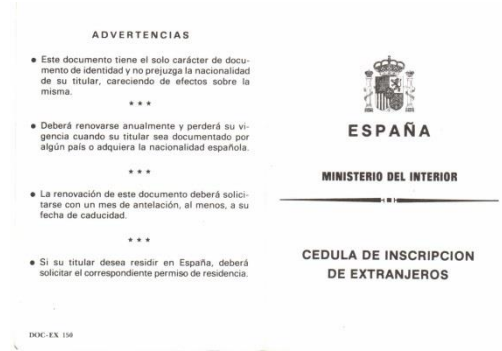 ADVERTENCIAS
● Este documento tiene el solo carácter de docu-
mento de identidad y no prejuzga la nacionalidad
de su titular, careciendo de efectos sobre la
misma.
* * *
● Deberá renovarse anualmente y perderá su vi-
gencia cuando su titular sea documentado por
algún país o adquiera la nacionalidad española.
* * *
● La renovación de este documento deberá solici-
tarse con un mes de antelación, al menos, a su
fecha de caducidad.
* * *
● Si su titular desea residir en España, deberá
solicitar el correspondiente permiso de residencia.
DOC-EX 150
ESPAÑA
MINISTERIO DEL INTERIOR
CEDULA DE INSCRIPCION
DE EXTRANJEROS